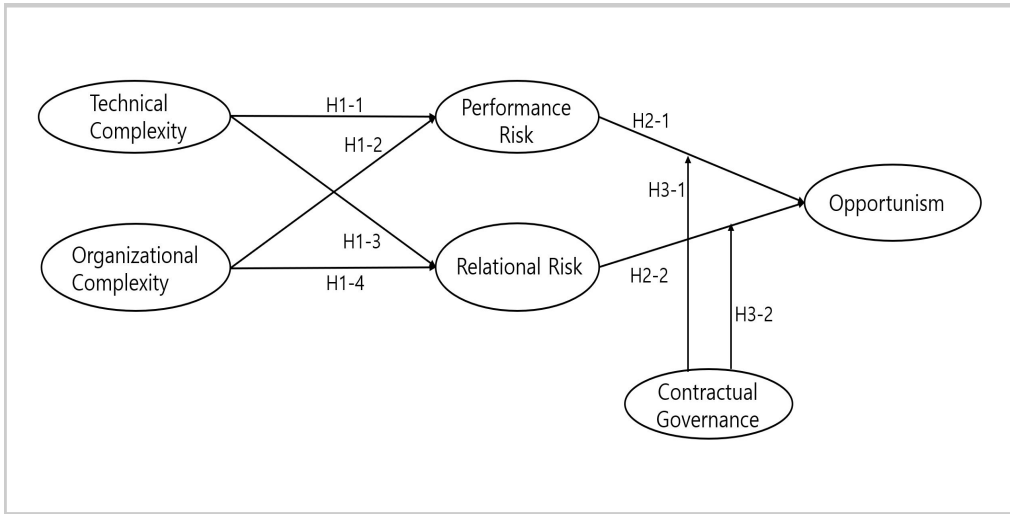 Technical
Complexity
H1-1
Performance
Risk
H1-2
H2-1
H3-1
Opportunism
Organizational
Complexity
H1-3
H1-4
Relational Risk
H2-2
H3-2
Contractual
Governance